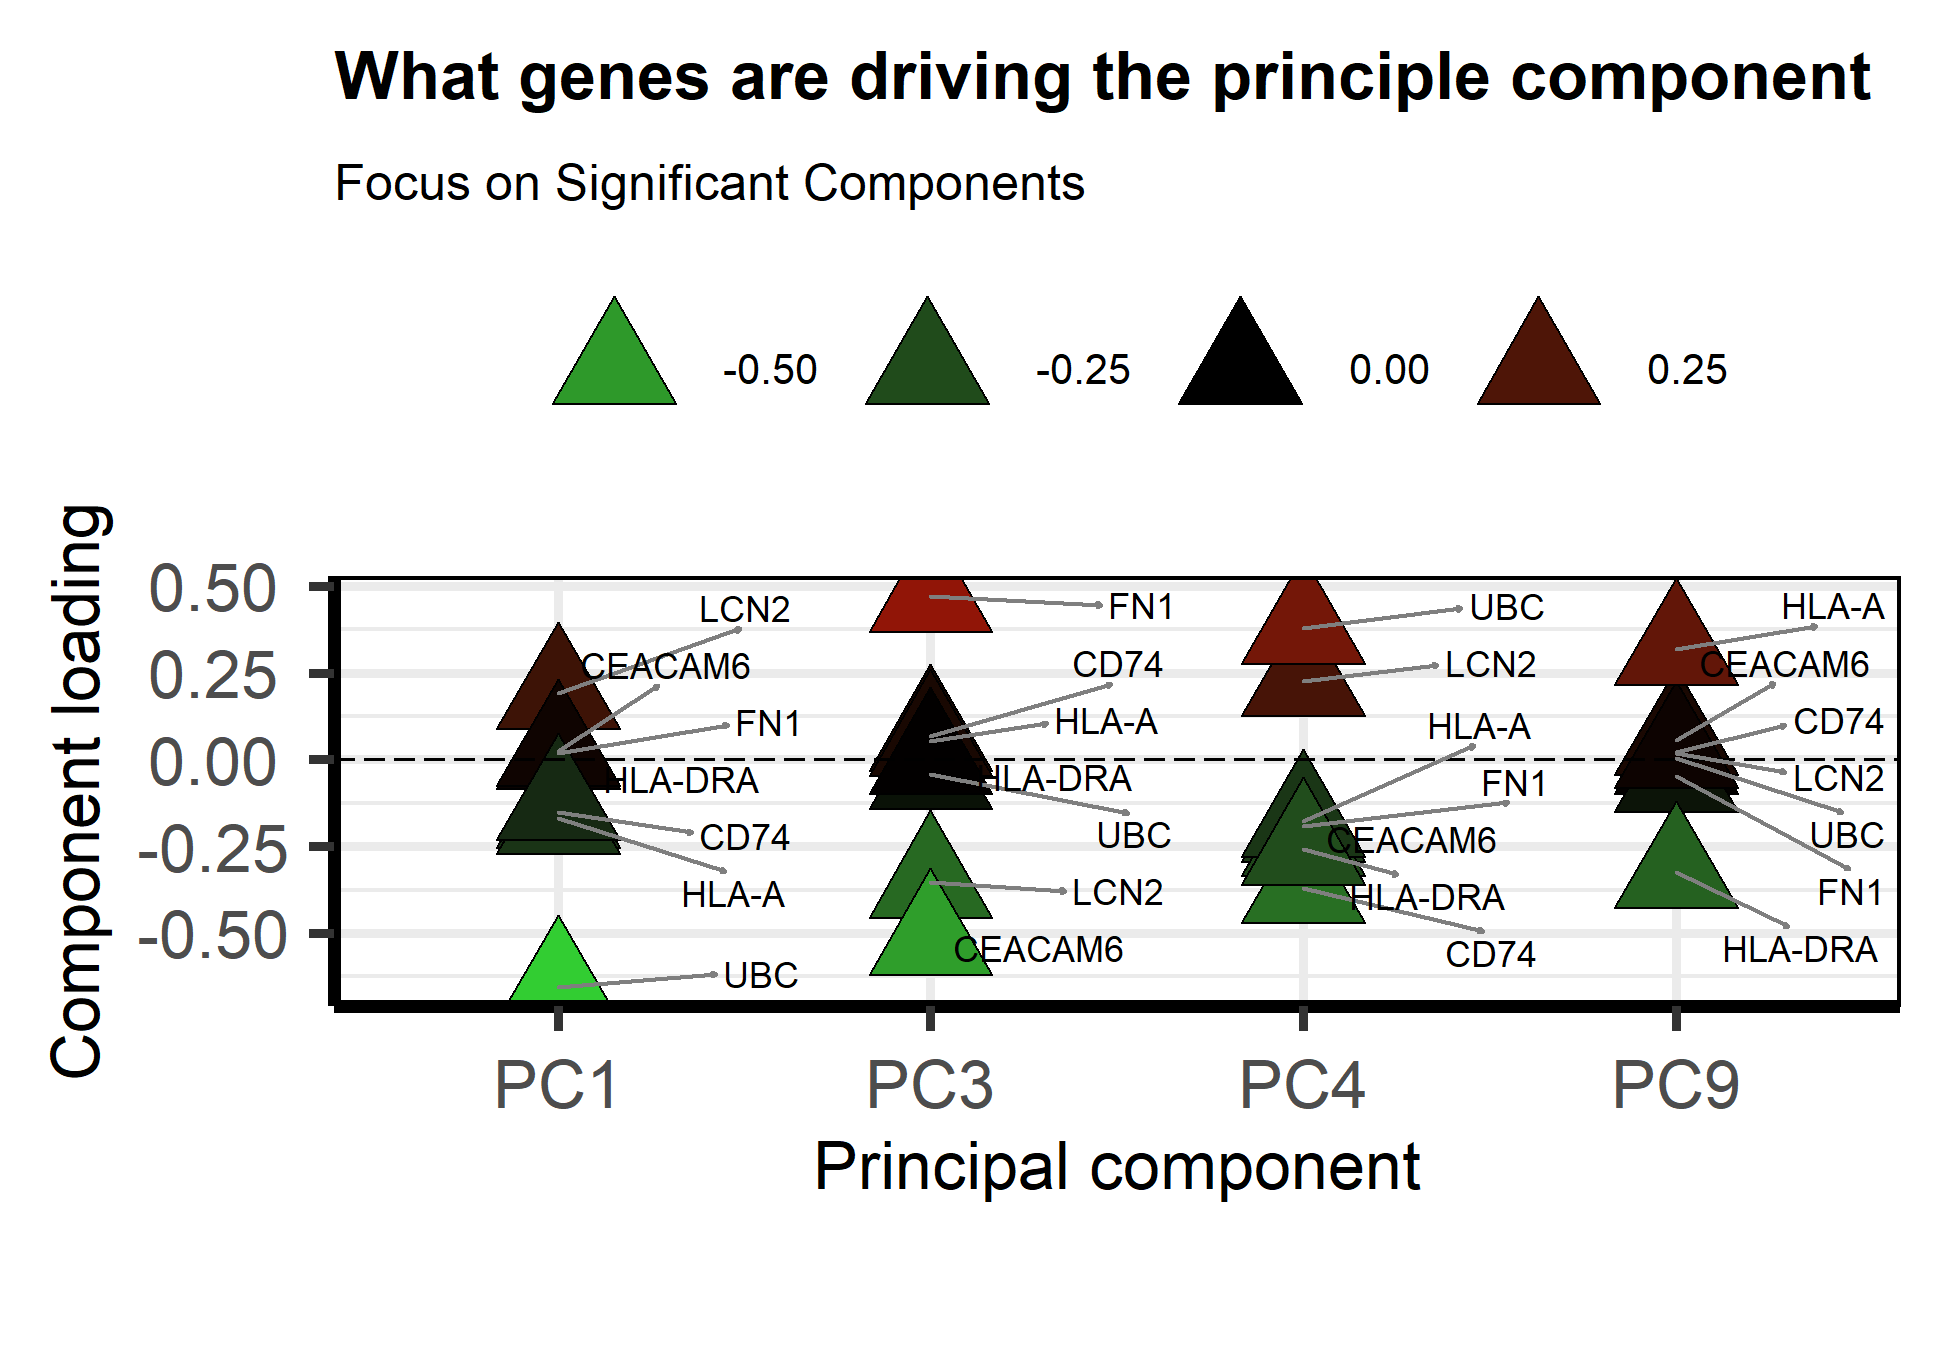 What genes are driving the principle component
Focus on Significant Components
-0.50 -0.25 0.00 0.25
Component loading
0.50
0.25
0.00
-0.25
-0.50
LCN2
CEACAM6
FN1
HLA-DRA
CD74
HLA-A
UBC
FN1
CD74
HLA-A
HLA-DRA
UBC
LCN2
CEACAM6
UBC
LCN2
HLA-A
FN1
CEACAM6
HLA-DRA
CD74
HLA-A
CEACAM6
CD74
LCN2
UBC
FN1
HLA-DRA
PC1 PC3 PC4 PC9
Principal component